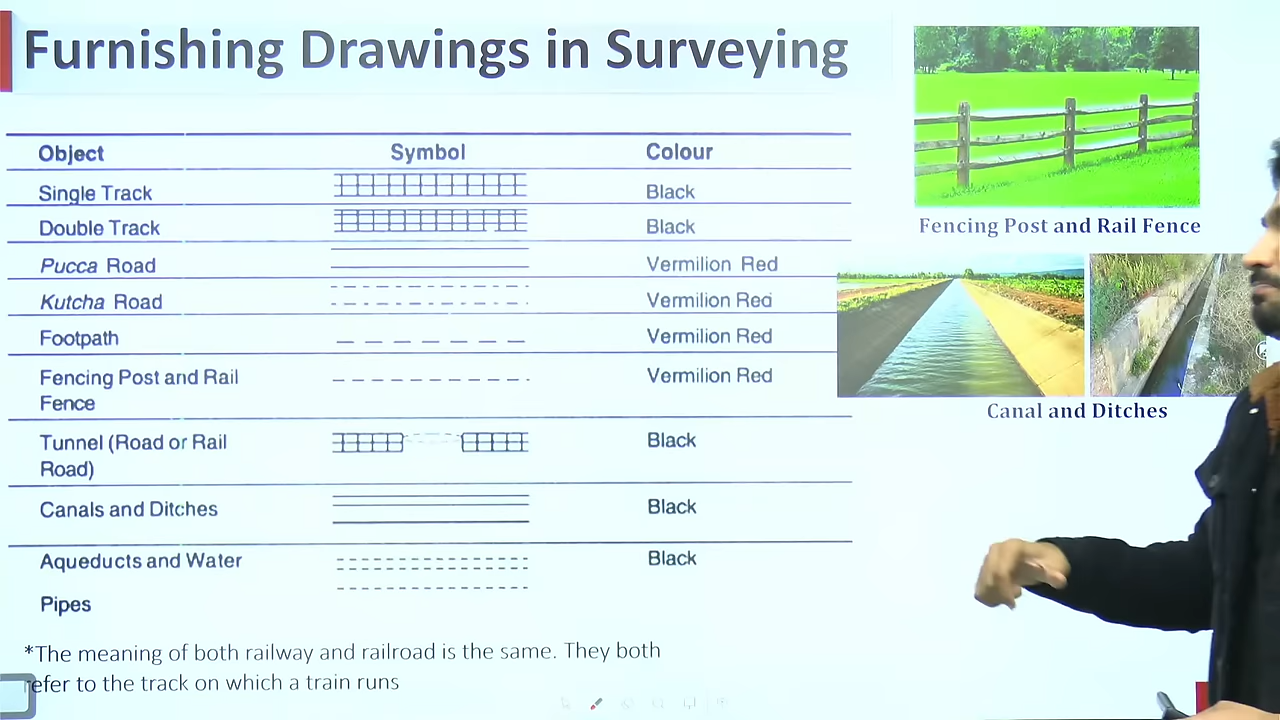 Furnishing Drawings in Surveying
Object Symbol Colour
Single Track Black
Double Track Black
Pucca Road Vermilion Red
Kutcha Road Vermilion Red
Footpath Vermilion Red
Fencing Post and Rail Vermilion Red
Fence
Tunnel (Road or Rail Black
Road)
Canals and Ditches Black
Aqueducts and Water Black
Pipes
*The meaning of both railway and railroad is the same. They both
refer to the track on which a train runs
Fencing Post and Rail Fence
Canal and Ditches